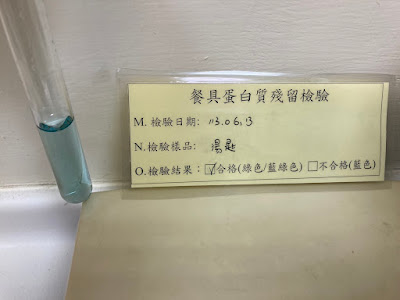 餐具蛋白質殘留檢驗
M.檢驗日期: 113.06.13
N.檢驗樣品: 湯匙
O.檢驗結果: ☑合格(綠色/藍綠色) □不合格(藍色)